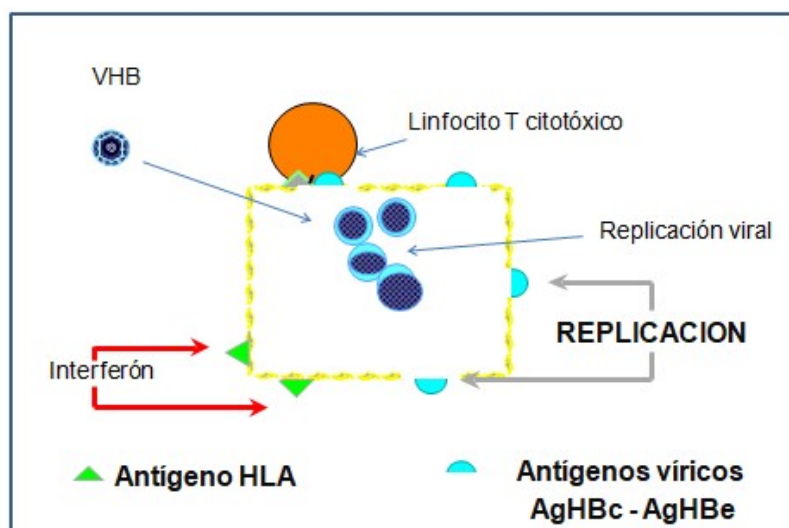 VHB
Linfocito T citotóxico
Replicación viral
REPLICACION
Interferón
Antígeno HLA
Antígenos víricos
AgHBc - AgHBe